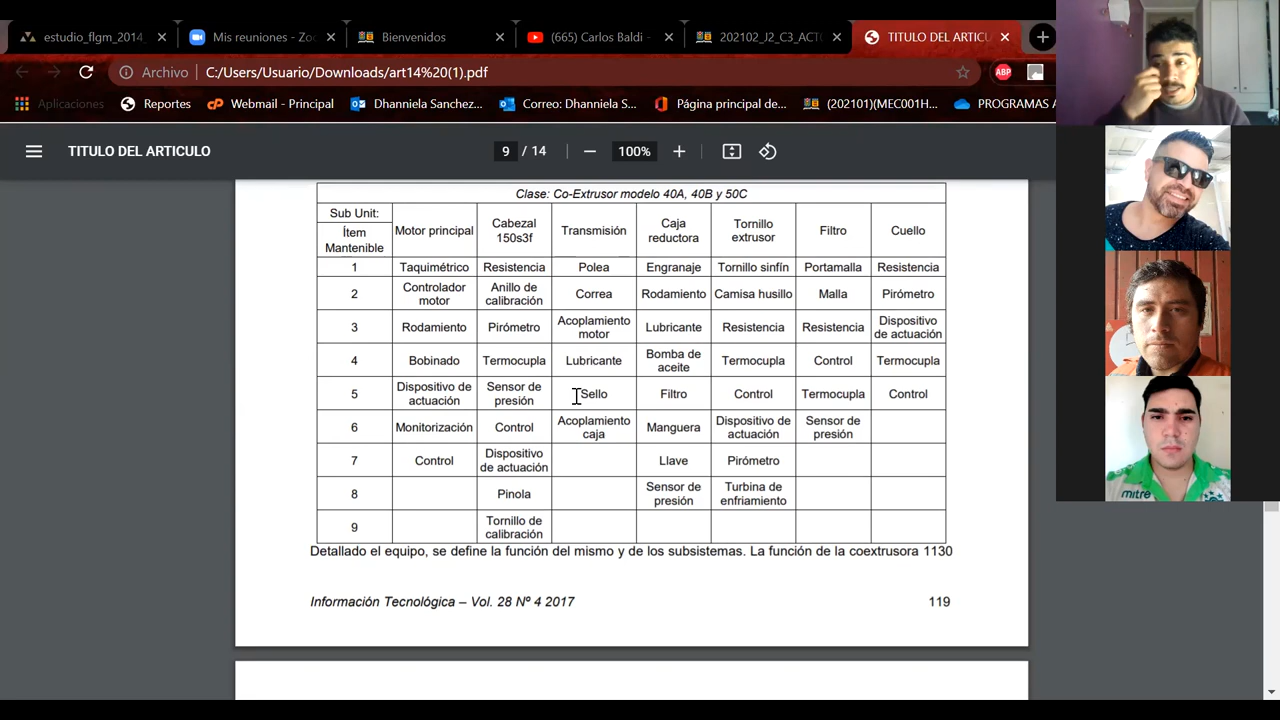 estudio_flgm_2014_
Mis reuniones - Zoo
Bienvenidos
(665) Carlos Baldi -
202102_J2_C3_ACTU
TITULO DEL ARTICU
Archivo
C:/Users/Usuario/Downloads/art14%20(1).pdf
ABP
Aplicaciones
Reportes
Webmail - Principal
Dhanniela Sanchez...
Correo: Dhanniela S...
Página principal de...
(202101)(MEC001H...
PROGRAMAS A
TITULO DEL ARTICULO
9 / 14
100%
Clase: Co-Extrusor modelo 40A, 40B y 50C
Sub Unit:
Ítem Mantenible Motor principal Cabezal 150s3f Transmisión Caja reductora Tornillo extrusor Filtro Cuello
1 Taquimétrico Resistencia Polea Engranaje Tornillo sinfín Portamalla Resistencia
2 Controlador motor Anillo de calibración Correa Rodamiento Camisa husillo Malla Pirómetro
3 Rodamiento Pirómetro Acoplamiento motor Lubricante Resistencia Resistencia Dispositivo de actuación
4 Bobinado Termocupla Lubricante Bomba de aceite Termocupla Control Termocupla
5 Dispositivo de actuación Sensor de presión Sello Filtro Control Termocupla Control
6 Monitorización Control Acoplamiento caja Manguera Dispositivo de actuación Sensor de presión
7 Control Dispositivo de actuación Llave Pirómetro
8 Pinola Sensor de presión Turbina de enfriamiento
9 Tornillo de calibración
Detallado el equipo, se define la función del mismo y de los subsistemas. La función de la coextrusora 1130
Información Tecnológica – Vol. 28 Nº 4 2017
119
mitre